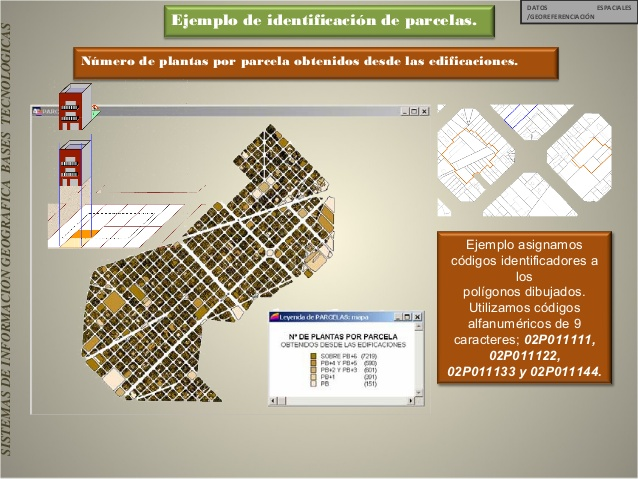 DATOS ESPACIALES
/GEOREFERENCIACIÓN
Ejemplo de identificación de parcelas.
Número de plantas por parcela obtenidos desde las edificaciones.
SISTEMAS DE INFORMACION GEOGRAFICA BASES TECNOLOGICAS
Ejemplo asignamos
códigos identificadores a
los
polígonos dibujados.
Utilizamos códigos
alfanuméricos de 9
caracteres; 02P011111,
02P011122,
02P011133 y 02P011144.
Leyenda de PARCELAS: mapa
Nº DE PLANTAS POR PARCELA
OBTENIDOS DESDE LAS EDIFICACIONES
SOBRE PB+6 (7219)
PB+4 Y PB+6
PB+2 Y PB+3 (601)
PB+1 (391)
PB (151)